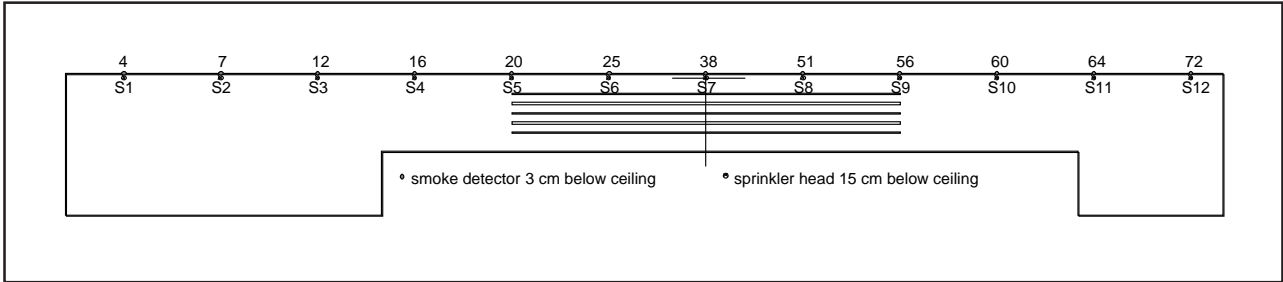 4 7 12 16 20 25 38 51 56 60 64 72
S1 S2 S3 S4 S5 S6 S7 S8 S9 S10 S11 S12
smoke detector 3 cm below ceiling
sprinkler head 15 cm below ceiling